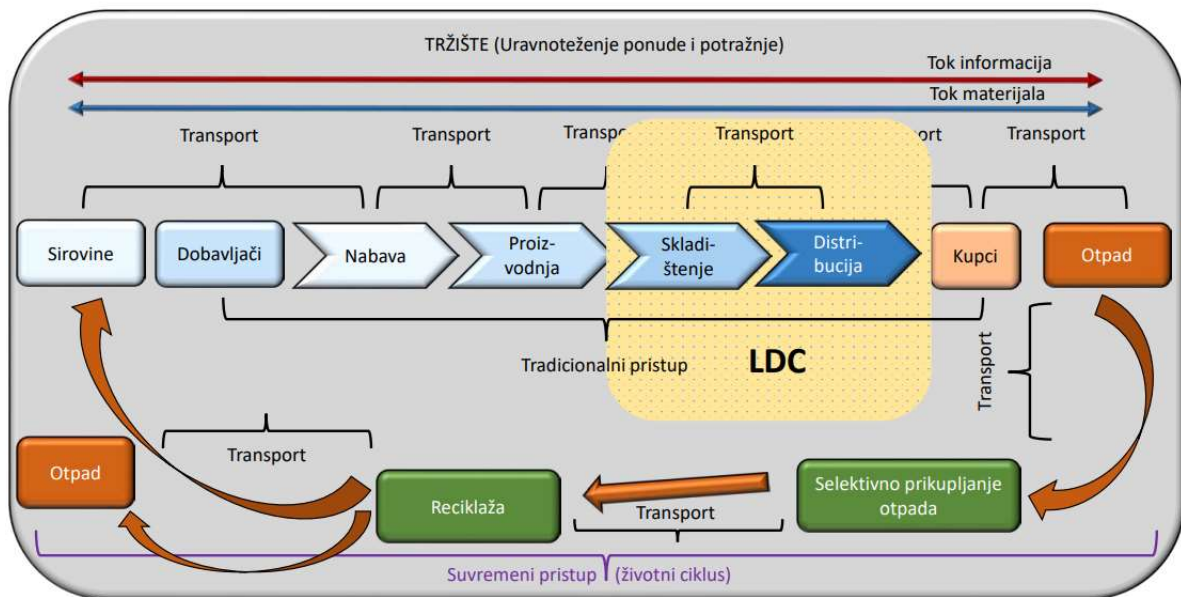 TRŽIŠTE (Uravnoteženje ponude i potražnje)
Tok informacija
Tok materijala
Transport
Transport
Transpo
Transport
port
Transport
Sirovine
Dobavljači
Nabava
Proiz-
vodnja
Skladi-
štenje
Distri-
bucija
Kupci
Otpad
Tradicionalni pristup
LDC
Transport
Otpad
Transport
Reciklaža
Transport
Selektivno prikupljanje
otpada
Suvremeni pristup (životni ciklus)